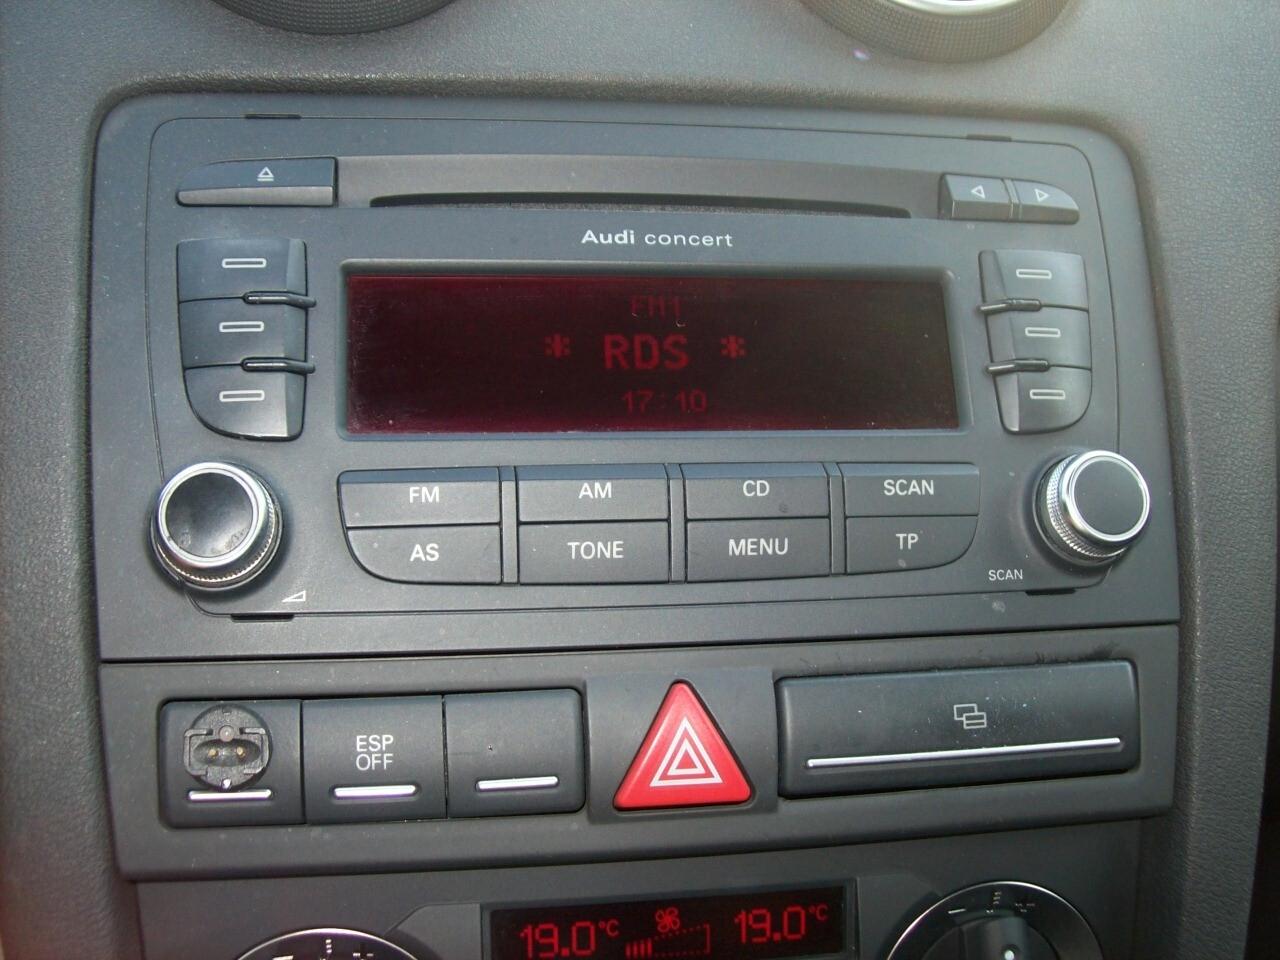 Audi concert
FM1
* RDS *
17:10
FM AM CD SCAN
AS TONE MENU TP
SCAN
ESP
OFF
19.0°C 19.0°C